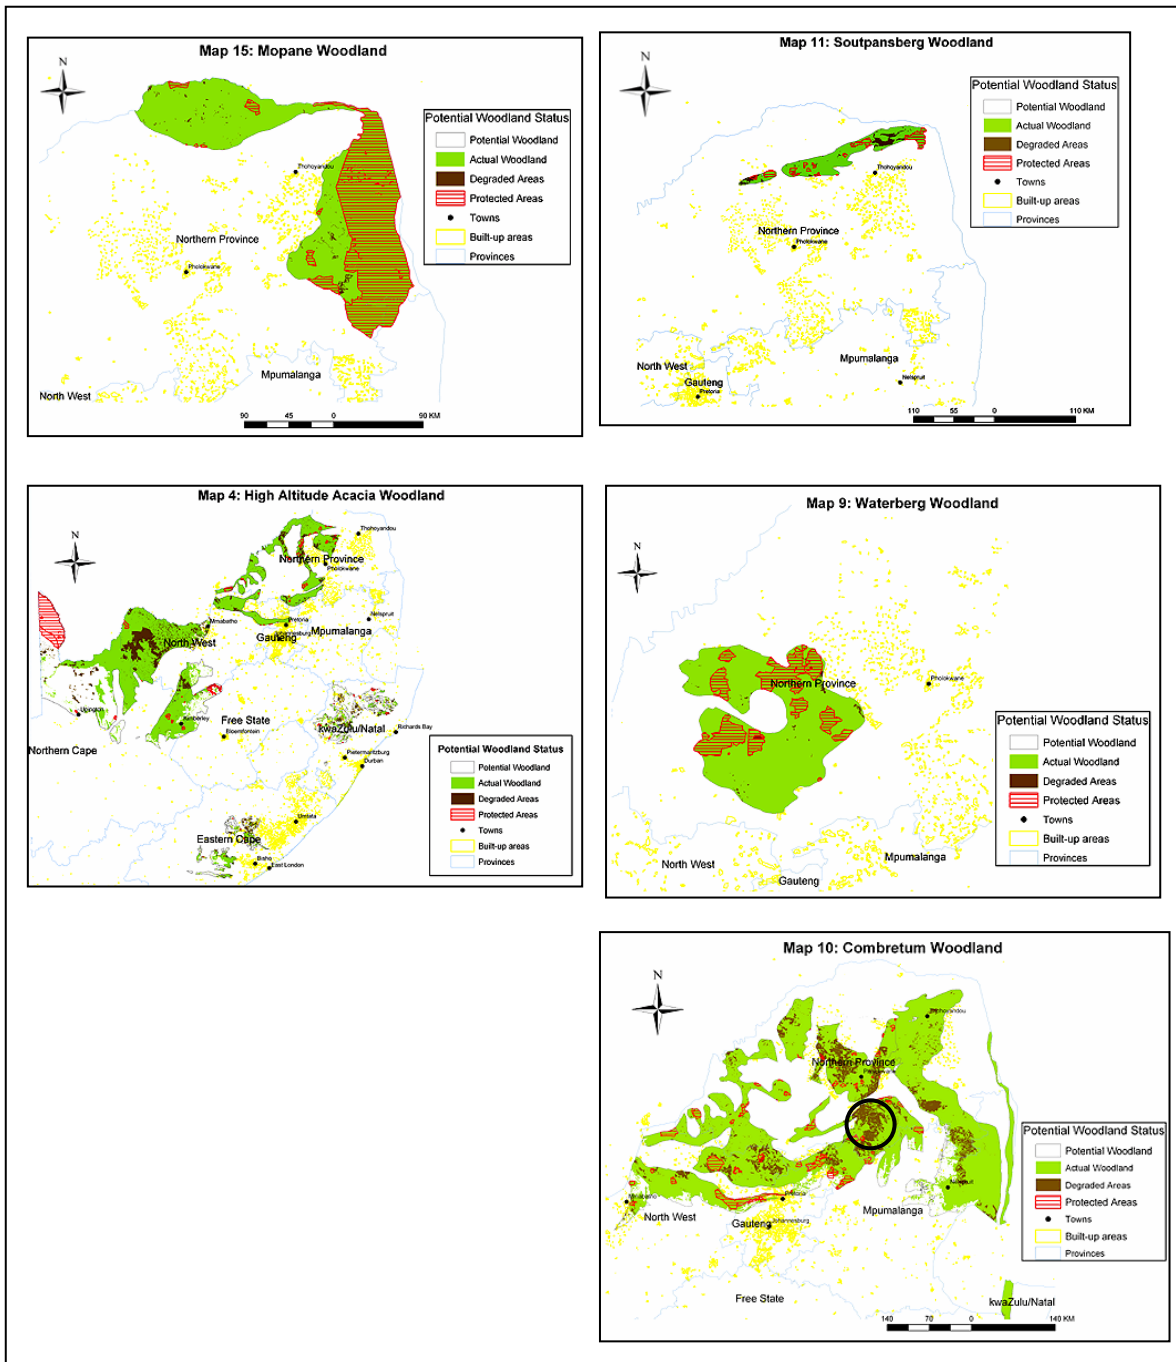 Map 15: Mopane Woodland
N
Potential Woodland Status
Potential Woodland
Actual Woodland
Degraded Areas
Protected Areas
Towns
Built-up areas
Provinces
Thohoyandou
Northern Province
Pholokwane
Mpumalanga
North West
90 45 0 90 KM
Map 11: Soutpansberg Woodland
N
Potential Woodland Status
Potential Woodland
Actual Woodland
Degraded Areas
Protected Areas
Towns
Built-up areas
Provinces
Thohoyandou
Northern Province
Pholokwane
Mpumalanga
North West
Gauteng
Pretoria
Nelspruit
110 55 0 110 KM
Map 4: High Altitude Acacia Woodland
N
Thohoyandou
Northern Province
Pholokwane
Nelspruit
Mmabatho
Pretoria
North West
Gauteng
Johannesburg
Mpumalanga
Upington
Kimberley
Free State
Bloemfontein
kwaZulu/Natal
Richards Bay
Northern Cape
Pietermaritzburg
Durban
Umtata
Eastern Cape
Bisho
East London
Potential Woodland Status
Potential Woodland
Actual Woodland
Degraded Areas
Protected Areas
Towns
Built-up areas
Provinces
Map 9: Waterberg Woodland
N
Northern Province
Pholokwane
Potential Woodland Status
Potential Woodland
Actual Woodland
Degraded Areas
Protected Areas
Towns
Built-up areas
Provinces
North West
Gauteng
Mpumalanga
Map 10: Combretum Woodland
N
Thohoyandou
Northern Province
Pholokwane
Potential Woodland Status
Potential Woodland
Actual Woodland
Degraded Areas
Protected Areas
Towns
Built-up areas
Provinces
Mmabatho
Pretoria
Nelspruit
North West
Gauteng
Johannesburg
Mpumalanga
Free State
kwaZulu/Natal
140 70 0 140 KM